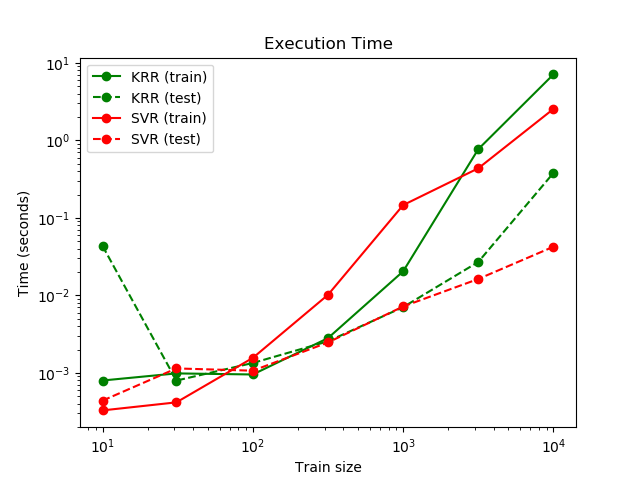 Execution Time
KRR (train)
KRR (test)
SVR (train)
SVR (test)
Time (seconds)
10¹
10⁰
10⁻¹
10⁻²
10⁻³
10¹ 10² 10³ 10⁴
Train size